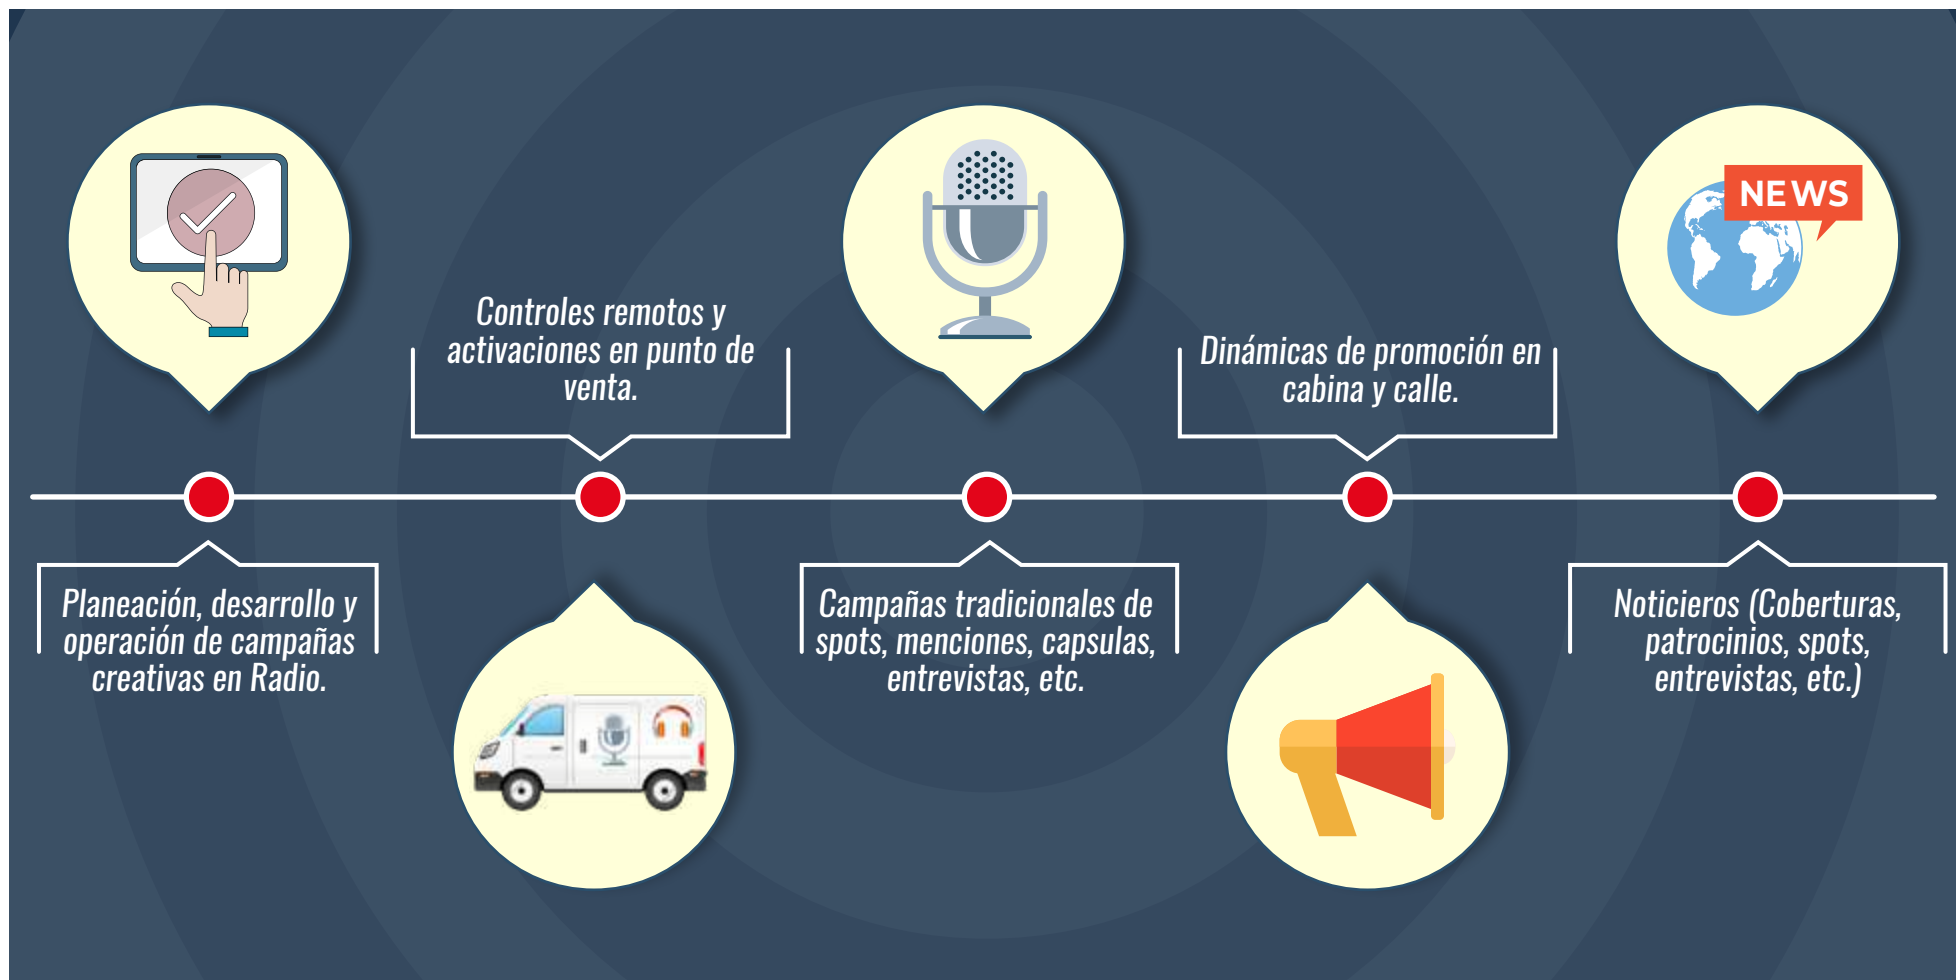 NEWS
Controles remotos y
activaciones en punto de
venta.
Dinámicas de promoción en
cabina y calle.
Planeación, desarrollo y
operación de campañas
creativas en Radio.
Campañas tradicionales de
spots, menciones, capsulas,
entrevistas, etc.
Noticieros (Coberturas,
patrocinios, spots,
entrevistas, etc.)